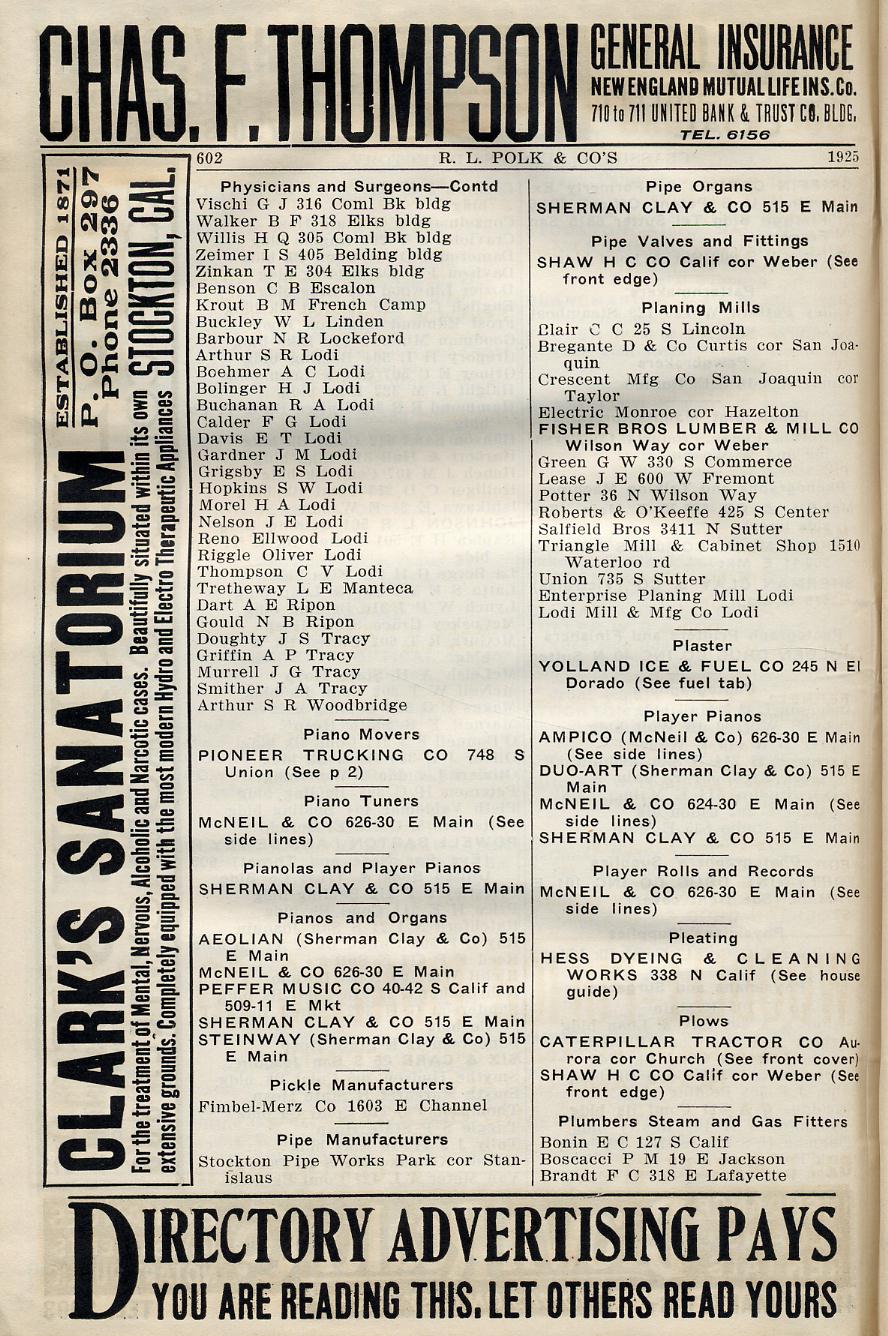 CHAS. F. THOMPSON
GENERAL INSURANCE
NEW ENGLAND MUTUAL LIFE INS. Co.
710 to 711 UNITED BANK & TRUST CO. BLDG.
TEL. 6156
602 R. L. POLK & CO'S 1925
CLARK'S SANATORIUM
ESTABLISHED 1871
P. O. Box 297
Phone 2336
STOCKTON, CAL.
For the treatment of Mental, Nervous, Alcoholic and Narcotic cases. Beautifully situated within its own
extensive grounds. Completely equipped with the most modern Hydro and Electro Therapeutic Appliances
Physicians and Surgeons—Contd
Vischi G J 316 Coml Bk bldg
Walker B F 318 Elks bldg
Willis H Q 305 Coml Bk bldg
Zeimer I S 405 Belding bldg
Zinkan T E 304 Elks bldg
Benson C B Escalon
Krout B M French Camp
Buckley W L Linden
Barbour N R Lockeford
Arthur S R Lodi
Boehmer A C Lodi
Bolinger H J Lodi
Buchanan R A Lodi
Calder F G Lodi
Davis E T Lodi
Gardner J M Lodi
Grigsby E S Lodi
Hopkins S W Lodi
Morel H A Lodi
Nelson J E Lodi
Reno Ellwood Lodi
Riggle Oliver Lodi
Thompson C V Lodi
Tretheway L E Manteca
Dart A E Ripon
Gould N B Ripon
Doughty J S Tracy
Griffin A P Tracy
Murrell J G Tracy
Smither J A Tracy
Arthur S R Woodbridge
Piano Movers
PIONEER TRUCKING CO 748 S
Union (See p 2)
Piano Tuners
McNEIL & CO 626-30 E Main (See
side lines)
Pianolas and Player Pianos
SHERMAN CLAY & CO 515 E Main
Pianos and Organs
AEOLIAN (Sherman Clay & Co) 515
E Main
McNEIL & CO 626-30 E Main
PEFFER MUSIC CO 40-42 S Calif and
509-11 E Mkt
SHERMAN CLAY & CO 515 E Main
STEINWAY (Sherman Clay & Co) 515
E Main
Pickle Manufacturers
Fimbel-Merz Co 1603 E Channel
Pipe Manufacturers
Stockton Pipe Works Park cor Stan-
islaus
Pipe Organs
SHERMAN CLAY & CO 515 E Main
Pipe Valves and Fittings
SHAW H C CO Calif cor Weber (See
front edge)
Planing Mills
Blair C C 25 S Lincoln
Bregante D & Co Curtis cor San Joa-
quin
Crescent Mfg Co San Joaquin cor
Taylor
Electric Monroe cor Hazelton
FISHER BROS LUMBER & MILL CO
Wilson Way cor Weber
Green G W 330 S Commerce
Lease J E 600 W Fremont
Potter 36 N Wilson Way
Roberts & O'Keeffe 425 S Center
Salfield Bros 3411 N Sutter
Triangle Mill & Cabinet Shop 1510
Waterloo rd
Union 735 S Sutter
Enterprise Planing Mill Lodi
Lodi Mill & Mfg Co Lodi
Plaster
YOLLAND ICE & FUEL CO 245 N El
Dorado (See fuel tab)
Player Pianos
AMPICO (McNeil & Co) 626-30 E Main
(See side lines)
DUO-ART (Sherman Clay & Co) 515 E
Main
McNEIL & CO 624-30 E Main (See
side lines)
SHERMAN CLAY & CO 515 E Main
Player Rolls and Records
McNEIL & CO 626-30 E Main (See
side lines)
Pleating
HESS DYEING & CLEANING
WORKS 338 N Calif (See house
guide)
Plows
CATERPILLAR TRACTOR CO Au-
rora cor Church (See front cover)
SHAW H C CO Calif cor Weber (See
front edge)
Plumbers Steam and Gas Fitters
Bonin E C 127 S Calif
Boscacci P M 19 E Jackson
Brandt F C 318 E Lafayette
DIRECTORY ADVERTISING PAYS
YOU ARE READING THIS. LET OTHERS READ YOURS